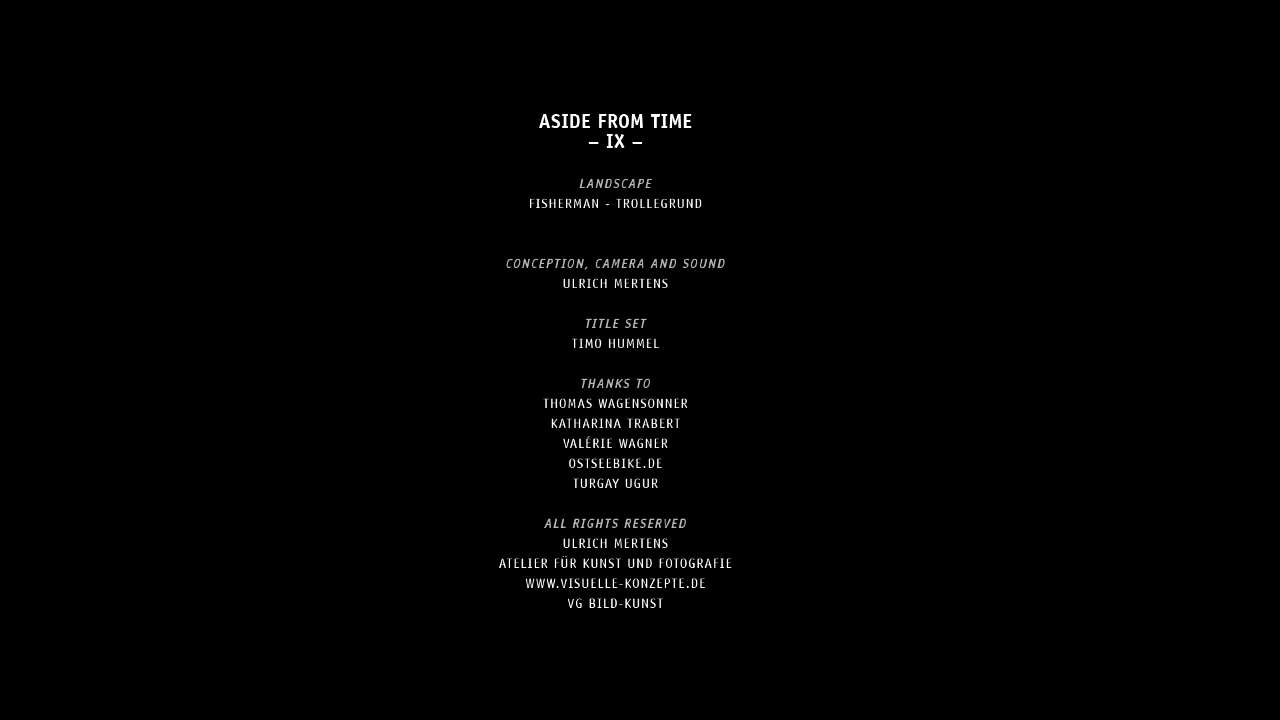 ASIDE FROM TIME
– IX –
LANDSCAPE
FISHERMAN - TROLLEGRUND
CONCEPTION, CAMERA AND SOUND
ULRICH MERTENS
TITLE SET
TIMO HUMMEL
THANKS TO
THOMAS WAGENSONNER
KATHARINA TRABERT
VALÉRIE WAGNER
OSTSEEBIKE.DE
TURGAY UGUR
ALL RIGHTS RESERVED
ULRICH MERTENS
ATELIER FÜR KUNST UND FOTOGRAFIE
WWW.VISUELLE-KONZEPTE.DE
VG BILD-KUNST